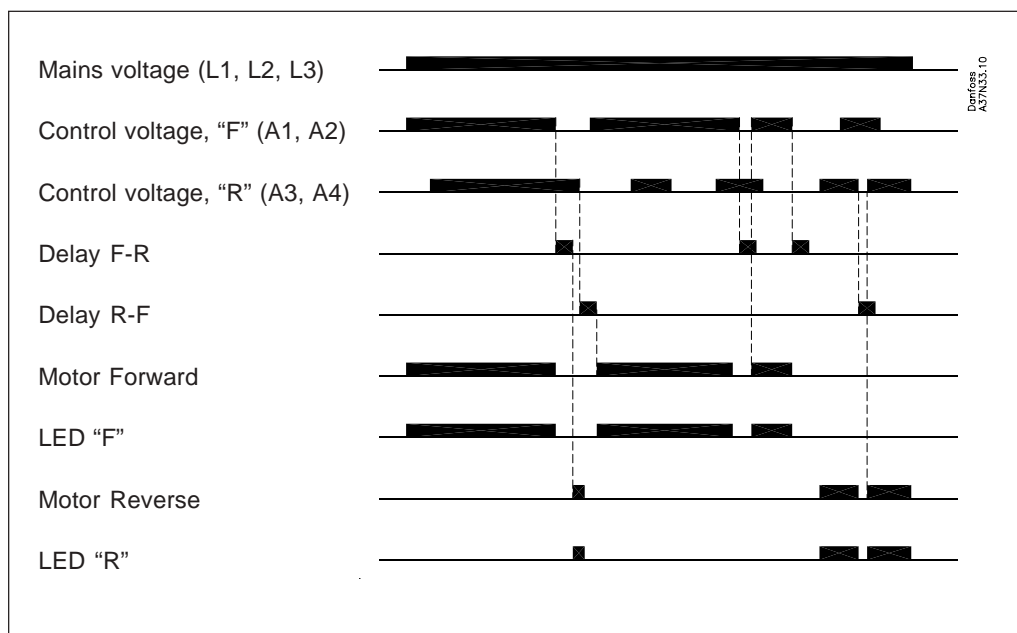 Mains voltage (L1, L2, L3)
Control voltage, “F” (A1, A2)
Control voltage, “R” (A3, A4)
Delay F-R
Delay R-F
Motor Forward
LED “F”
Motor Reverse
LED “R”
Danfoss
A37N33.10